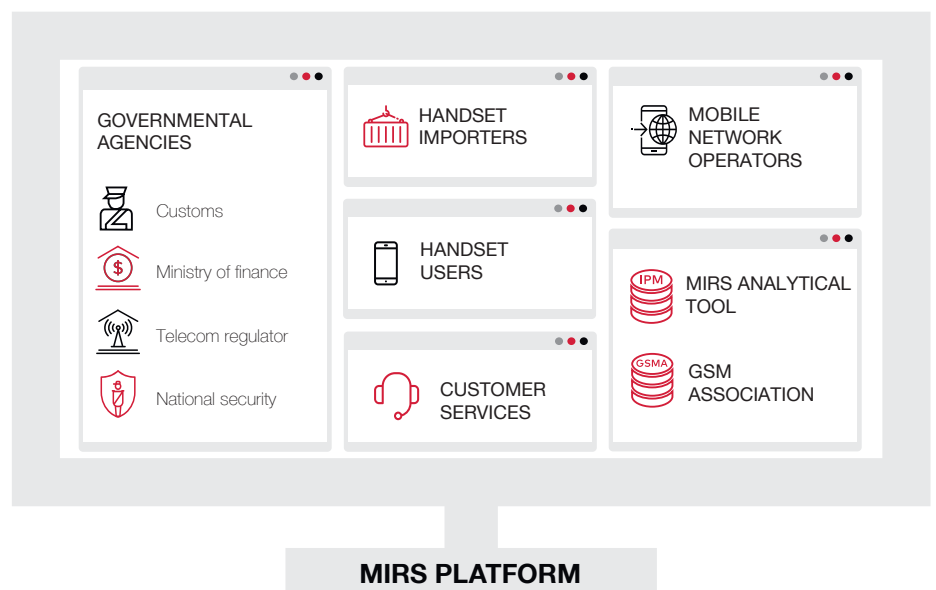 GOVERNMENTAL
AGENCIES
Customs
$
Ministry of finance
Telecom regulator
National security
HANDSET
IMPORTERS
HANDSET
USERS
CUSTOMER
SERVICES
MOBILE
NETWORK
OPERATORS
IPM
MIRS ANALYTICAL
TOOL
GSMA
GSM
ASSOCIATION
MIRS PLATFORM